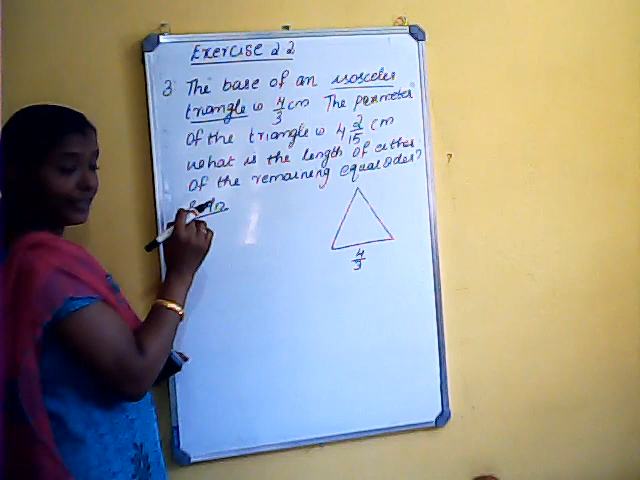 Exercise 2.2
3 The base of an isosceles
triangle is 4/3 cm The perimeter
of the triangle is 4 2/15 cm
what is the length of either
of the remaining equal sides?
Soln
4/3